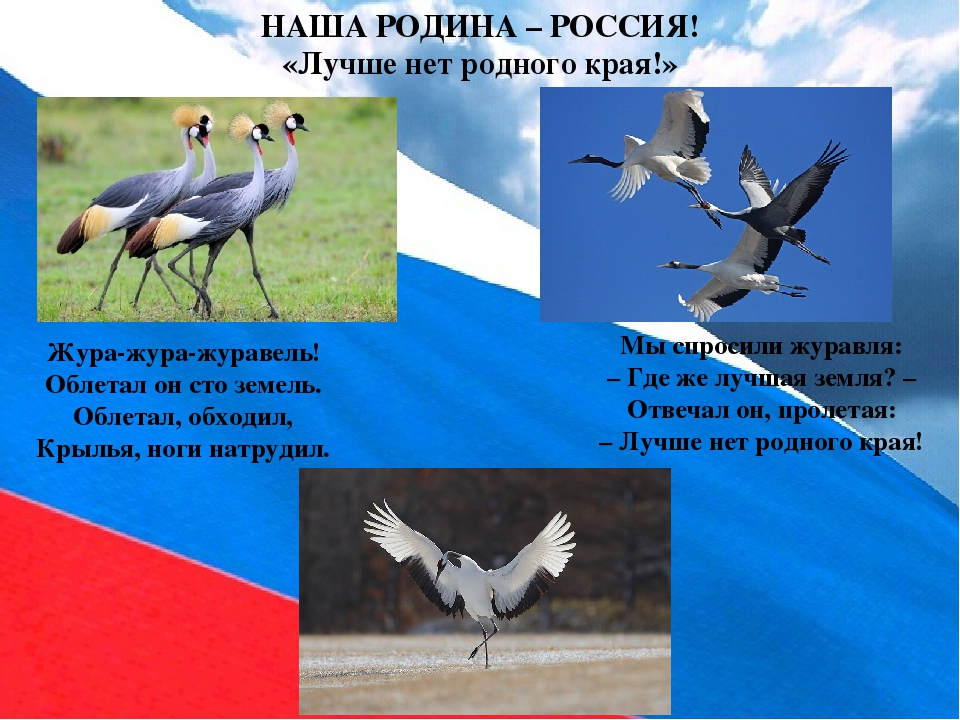 НАША РОДИНА – РОССИЯ!
«Лучше нет родного края!»
Жура-жура-журавель!
Облетал он сто земель.
Облетал, обходил,
Крылья, ноги натрудил.
Мы спросили журавля:
– Где же лучшая земля? –
Отвечал он, пролетая:
– Лучше нет родного края!